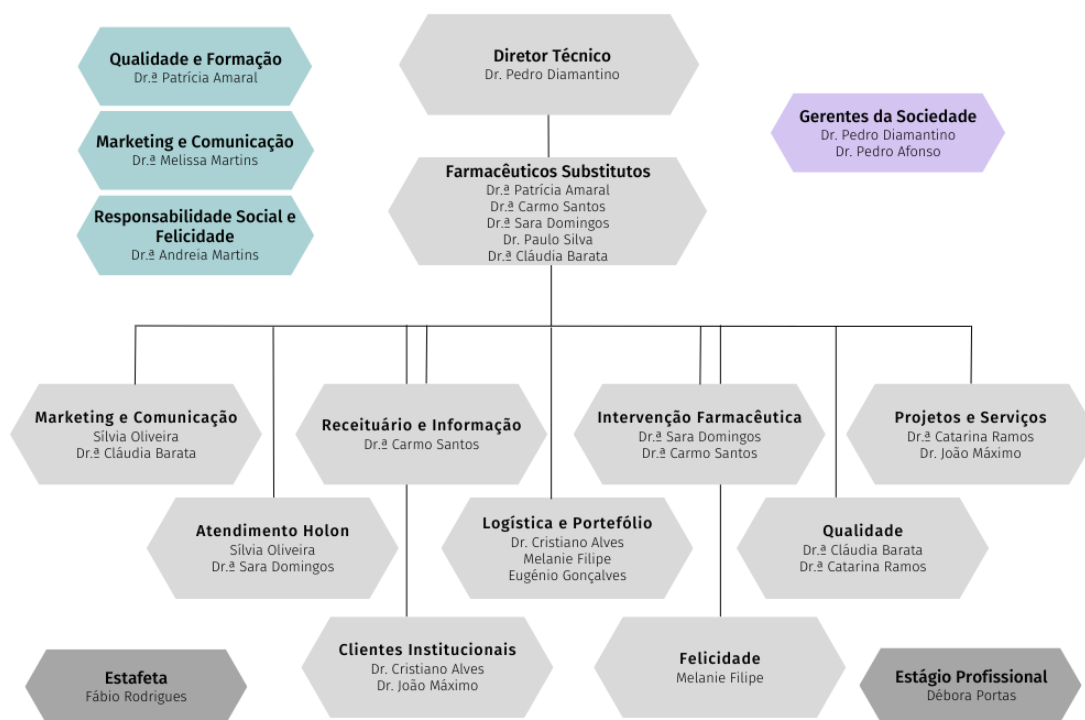 Qualidade e Formação
Dr.ª Patrícia Amaral
Marketing e Comunicação
Dr.ª Melissa Martins
Responsabilidade Social e
Felicidade
Dr.ª Andreia Martins
Diretor Técnico
Dr. Pedro Diamantino
Gerentes da Sociedade
Dr. Pedro Diamantino
Dr. Pedro Afonso
Farmacêuticos Substitutos
Dr.ª Patrícia Amaral
Dr.ª Carmo Santos
Dr.ª Sara Domingos
Dr. Paulo Silva
Dr.ª Cláudia Barata
Marketing e Comunicação
Silvia Oliveira
Dr.ª Cláudia Barata
Receituário e Informação
Dr.ª Carmo Santos
Intervenção Farmacêutica
Dr.ª Sara Domingos
Dr.ª Carmo Santos
Projetos e Serviços
Dr.ª Catarina Ramos
Dr. João Máximo
Atendimento Holon
Sílvia Oliveira
Dr.ª Sara Domingos
Logística e Portefólio
Dr. Cristiano Alves
Melanie Filipe
Eugénio Gonçalves
Qualidade
Dr.ª Cláudia Barata
Dr.ª Catarina Ramos
Clientes Institucionais
Dr. Cristiano Alves
Dr. João Máximo
Felicidade
Melanie Filipe
Estafeta
Fábio Rodrigues
Estágio Profissional
Débora Portas